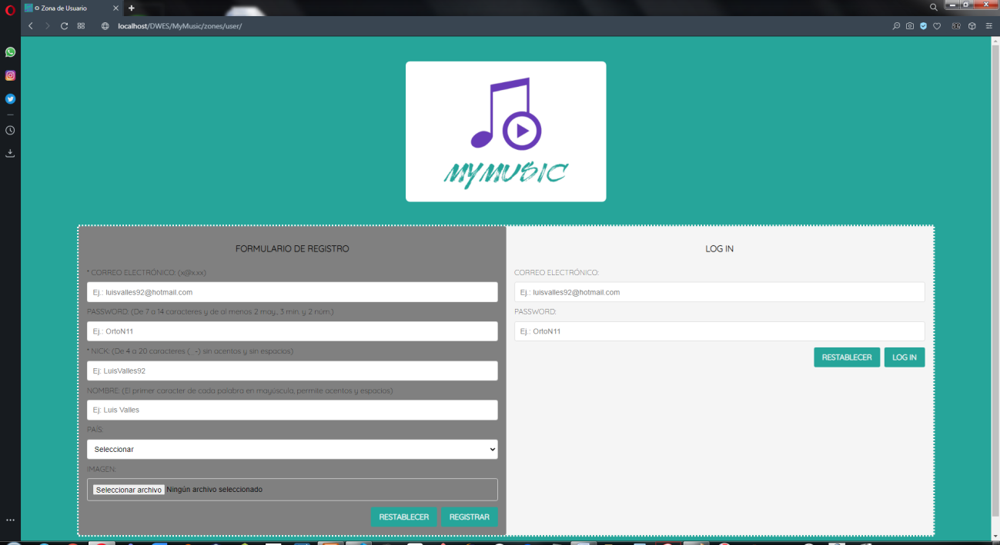 Zona de Usuario
localhost/DWES/MyMusic/zones/user/
MYMUSIC
FORMULARIO DE REGISTRO
* CORREO ELECTRÓNICO: (x@x.xx)
Ej.: luisvalles92@hotmail.com
PASSWORD: (De 7 a 14 caracteres y de al menos 2 may., 3 min. y 2 núm.)
Ej.: OrtoN11
* NICK: (De 4 a 20 caracteres (_ -) sin acentos y sin espacios)
Ej: LuisValles92
NOMBRE: (El primer caracter de cada palabra en mayúscula, permite acentos y espacios)
Ej: Luis Valles
PAÍS:
Seleccionar
IMAGEN:
Seleccionar archivo Ningún archivo seleccionado
RESTABLECER REGISTRAR
LOG IN
CORREO ELECTRÓNICO:
Ej.: luisvalles92@hotmail.com
PASSWORD:
Ej.: OrtoN11
RESTABLECER LOG IN